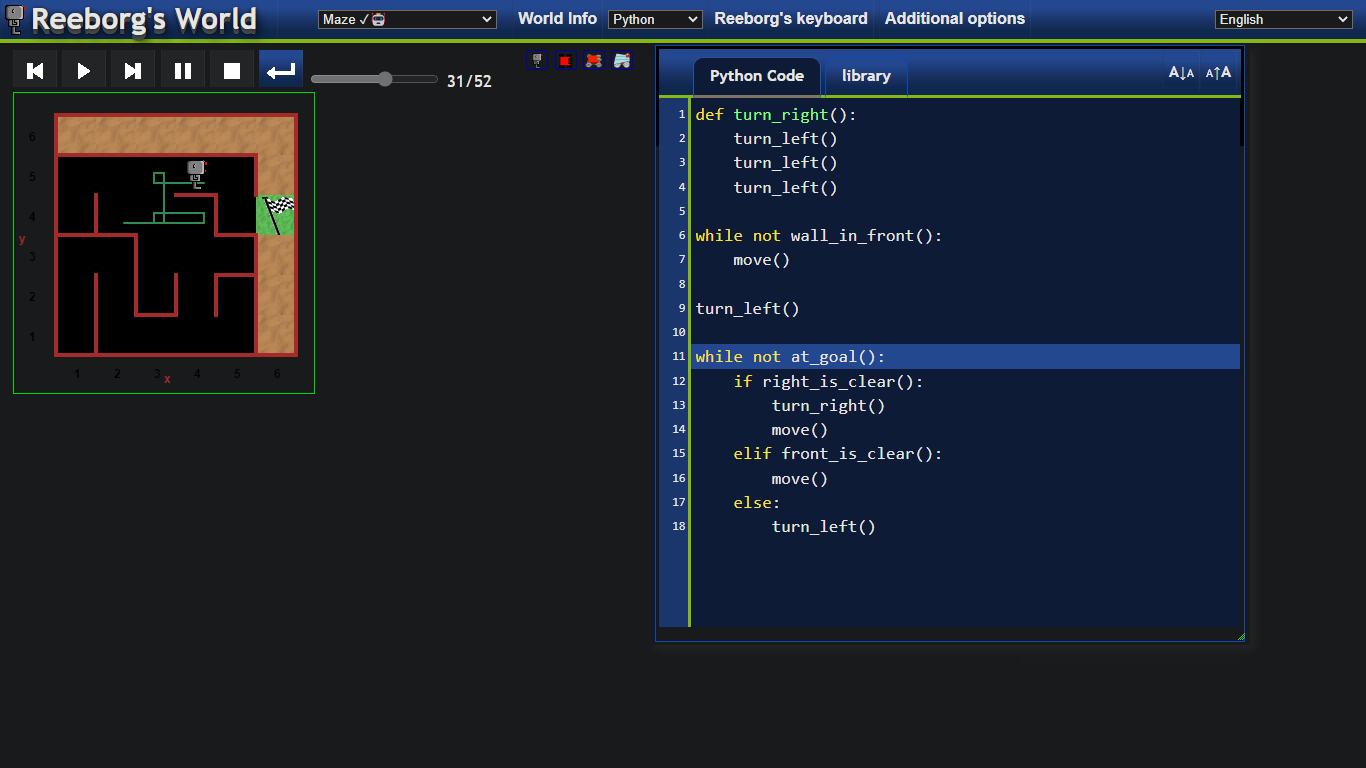 Reeborg's World
Maze ✓
World Info
Python
Reeborg's keyboard
Additional options
English
31/52
6
5
4
y
3
2
1
1 2 3 x 4 5 6
Python Code
library
A↓A A↑A
1 def turn_right():
2     turn_left()
3     turn_left()
4     turn_left()
5
6 while not wall_in_front():
7     move()
8
9 turn_left()
10
11 while not at_goal():
12     if right_is_clear():
13         turn_right()
14         move()
15     elif front_is_clear():
16         move()
17     else:
18         turn_left()